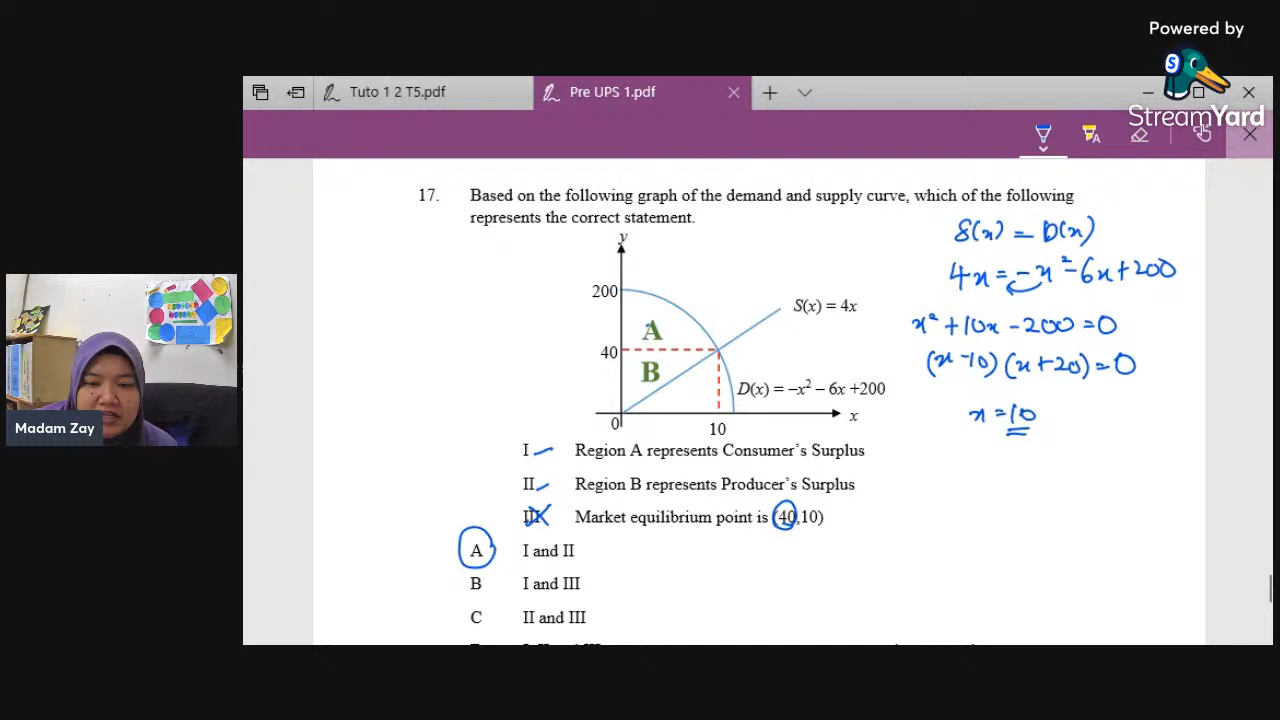 Powered by
StreamYard
Tuto 1 2 T5.pdf
Pre UPS 1.pdf
17. Based on the following graph of the demand and supply curve, which of the following
represents the correct statement.
y
200
A
40
B
0
10
x
S(x) = 4x
D(x) = –x² – 6x +200
S(x) = D(x)
4x = -x² - 6x + 200
x² + 10x - 200 = 0
(x - 10) (x + 20) = 0
x = 10
I Region A represents Consumer's Surplus
II Region B represents Producer's Surplus
III Market equilibrium point is (40,10)
A I and II
B I and III
C II and III
Madam Zay